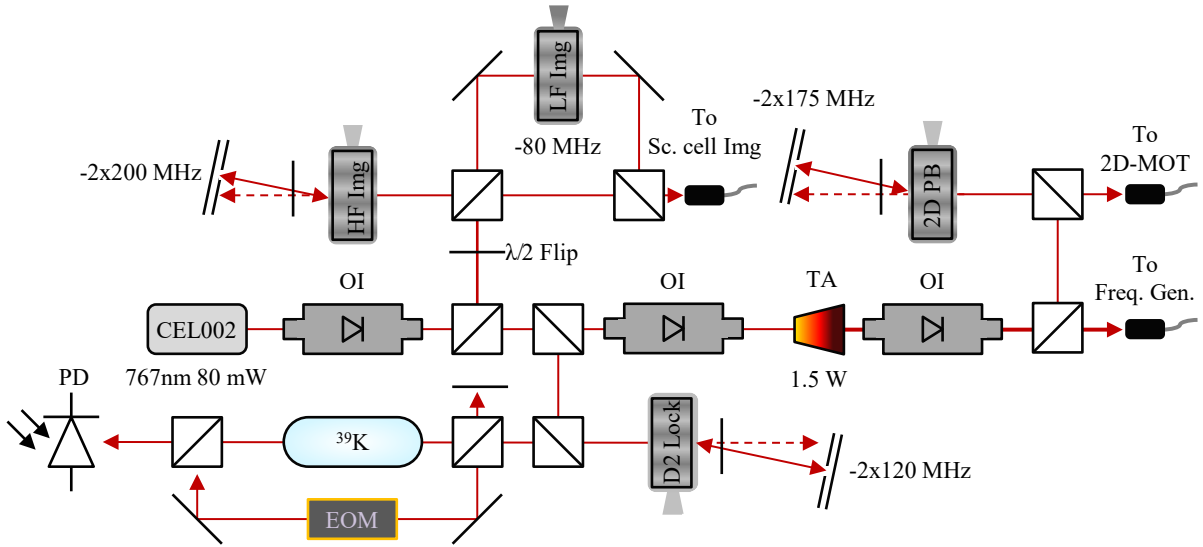 LF Img
-80 MHz
To
Sc. cell Img
-2x175 MHz
To
2D-MOT
-2x200 MHz
HF Img
2D PB
λ/2 Flip
OI
OI
TA
OI
To
Freq. Gen.
CEL002
767nm 80 mW
1.5 W
PD
³⁹K
D2 Lock
-2x120 MHz
EOM